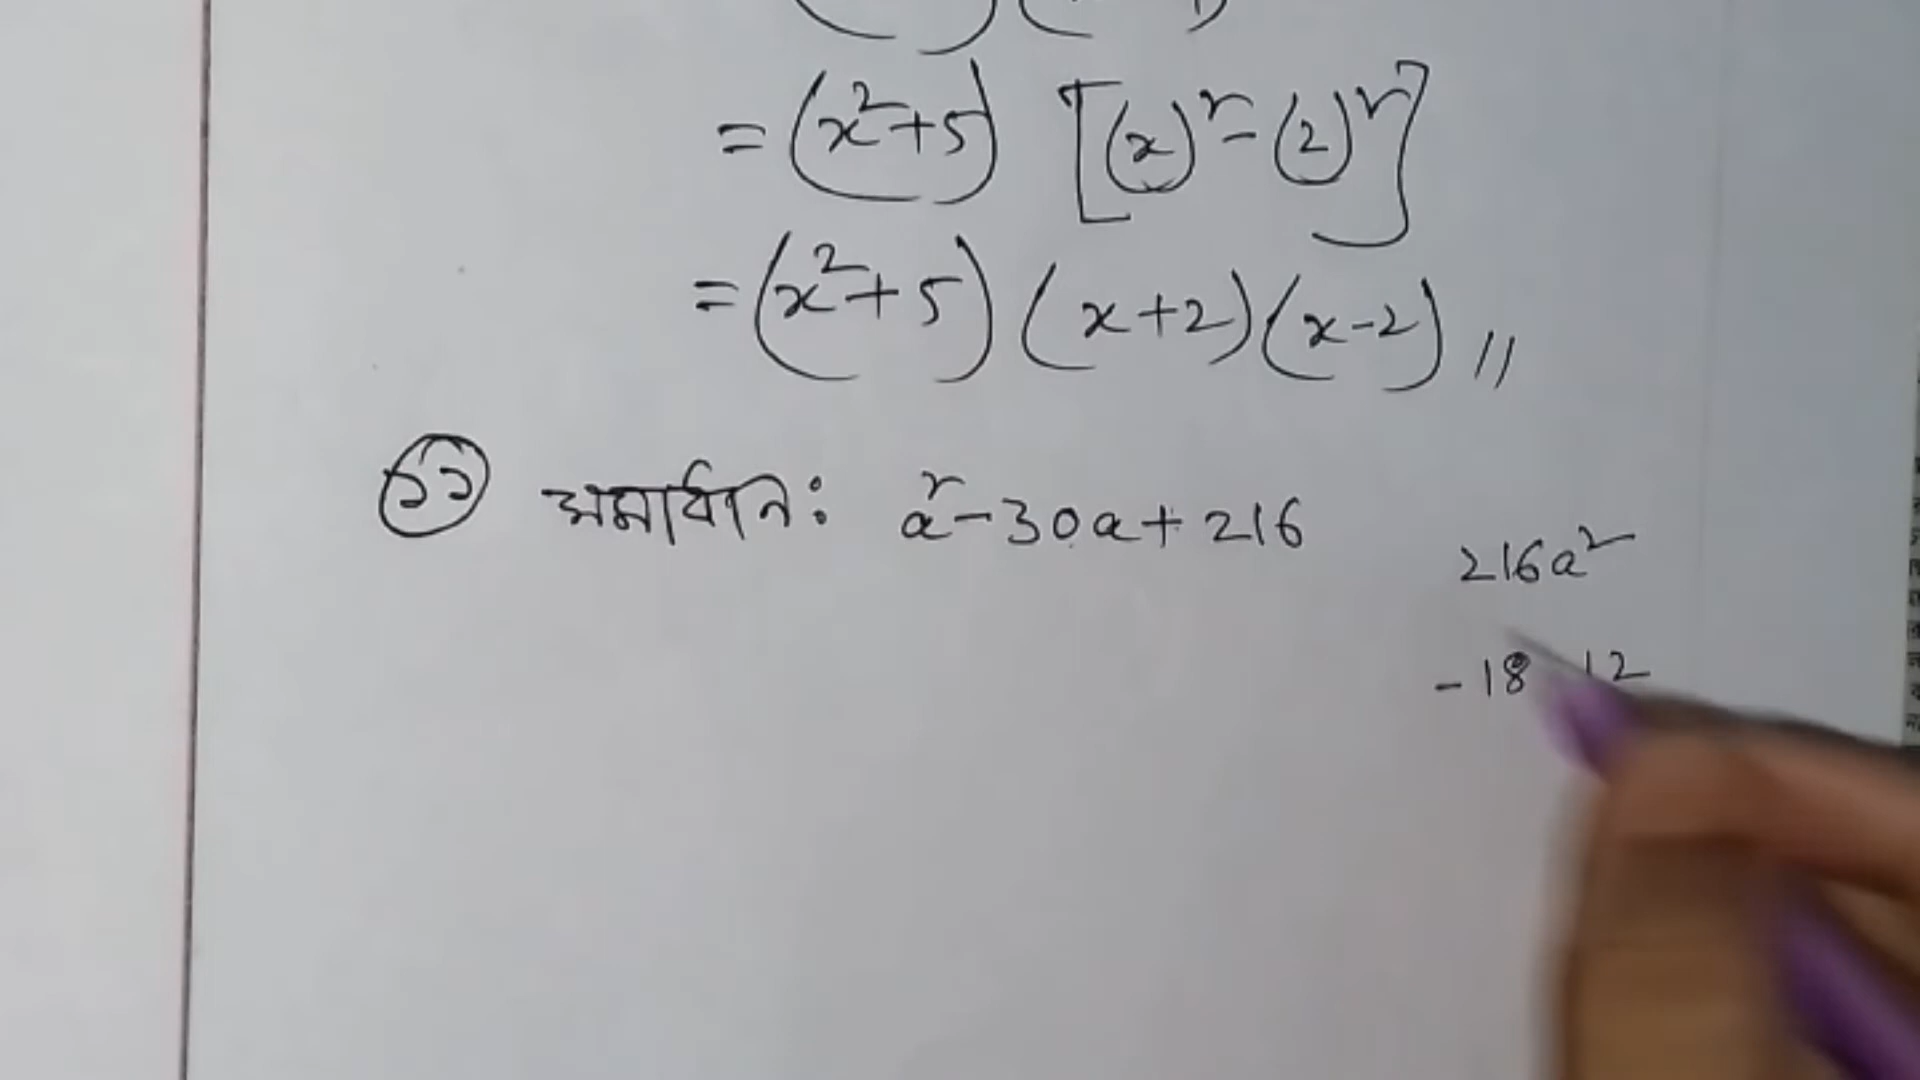 = (x²+5) [(x)² - (2)²]
= (x²+5) (x+2)(x-2) //
১১ সমাধান: a² - 30a + 216
216a²
-18 -12